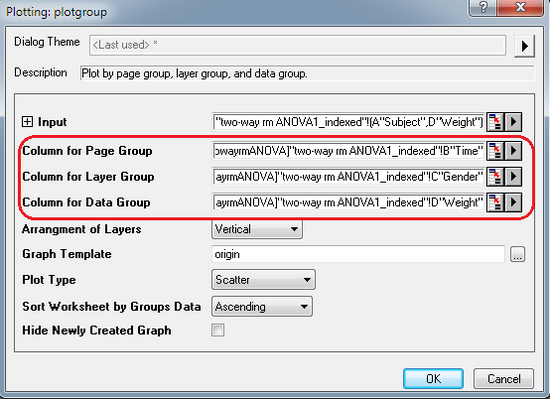 Plotting: plotgroup
Dialog Theme <Last used> *
Description Plot by page group, layer group, and data group.
Input "two-way rm ANOVA1_indexed"!(A"Subject",D"Weight")
Column for Page Group owayrmANOVA]"two-way rm ANOVA1_indexed"!B"Time"
Column for Layer Group ayrmANOVA]"two-way rm ANOVA1_indexed"!C"Gender"
Column for Data Group ayrmANOVA]"two-way rm ANOVA1_indexed"!D"Weight"
Arrangment of Layers Vertical
Graph Template origin ...
Plot Type Scatter
Sort Worksheet by Groups Data Ascending
Hide Newly Created Graph
OK Cancel